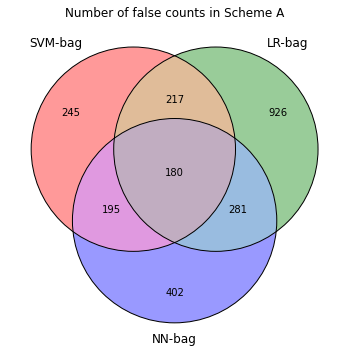 Number of false counts in Scheme A
SVM-bag
LR-bag
217
245
926
180
195
281
402
NN-bag